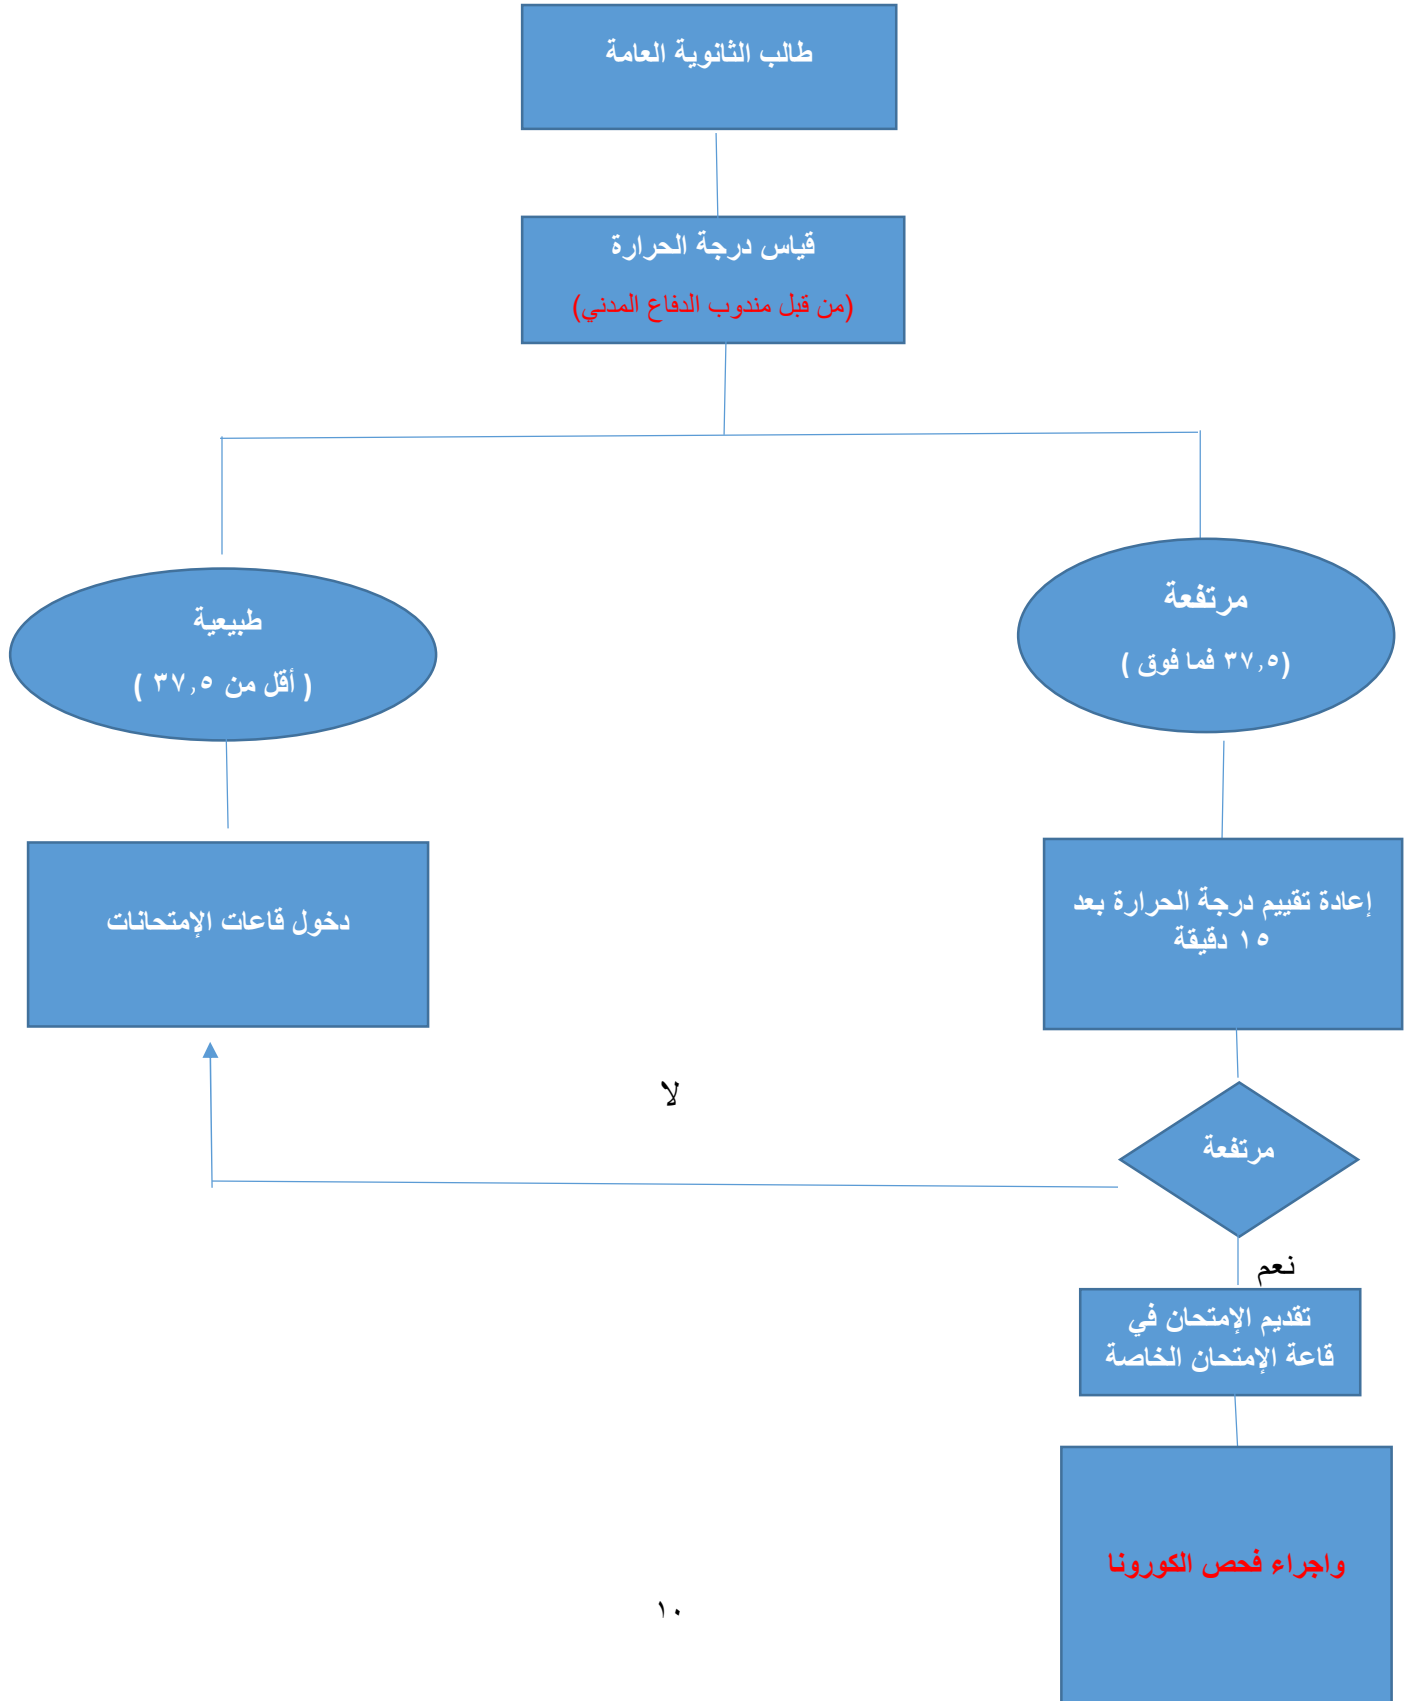 طالب الثانوية العامة
قياس درجة الحرارة
(من قبل مندوب الدفاع المدني)
مرتفعة
(٣٧,٥ فما فوق )
طبيعية
( أقل من ٣٧,٥ )
إعادة تقييم درجة الحرارة بعد
١٥ دقيقة
دخول قاعات الإمتحانات
مرتفعة
لا
نعم
تقديم الإمتحان في
قاعة الإمتحان الخاصة
واجراء فحص الكورونا
١٠